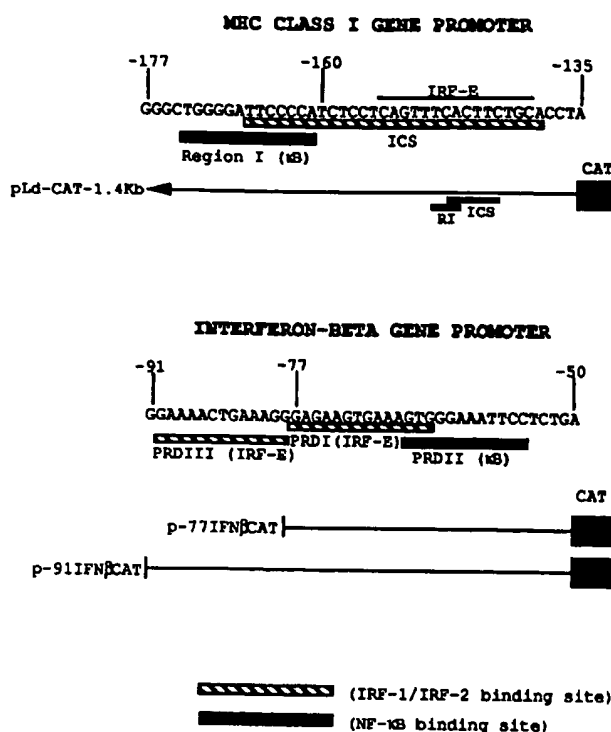 MHC CLASS I GENE PROMOTER
-177 -160 IRF-E -135
GGGCTGGGGATTCCCCATCTCCTCAGTTTCACTTCTGCACCTA
ICS
Region I (κB)
pLd-CAT-1.4Kb CAT
RI ICS
INTERFERON-BETA GENE PROMOTER
-91 -77 -50
GGAAAACTGAAAGGGAGAAGTGAAAGTGGGAAATTCCTCTGA
PRDIII (IRF-E) PRDI(IRF-E) PRDII (κB)
CAT
p-77IFNβCAT
p-91IFNβCAT
(IRF-1/IRF-2 binding site)
(NF-κB binding site)